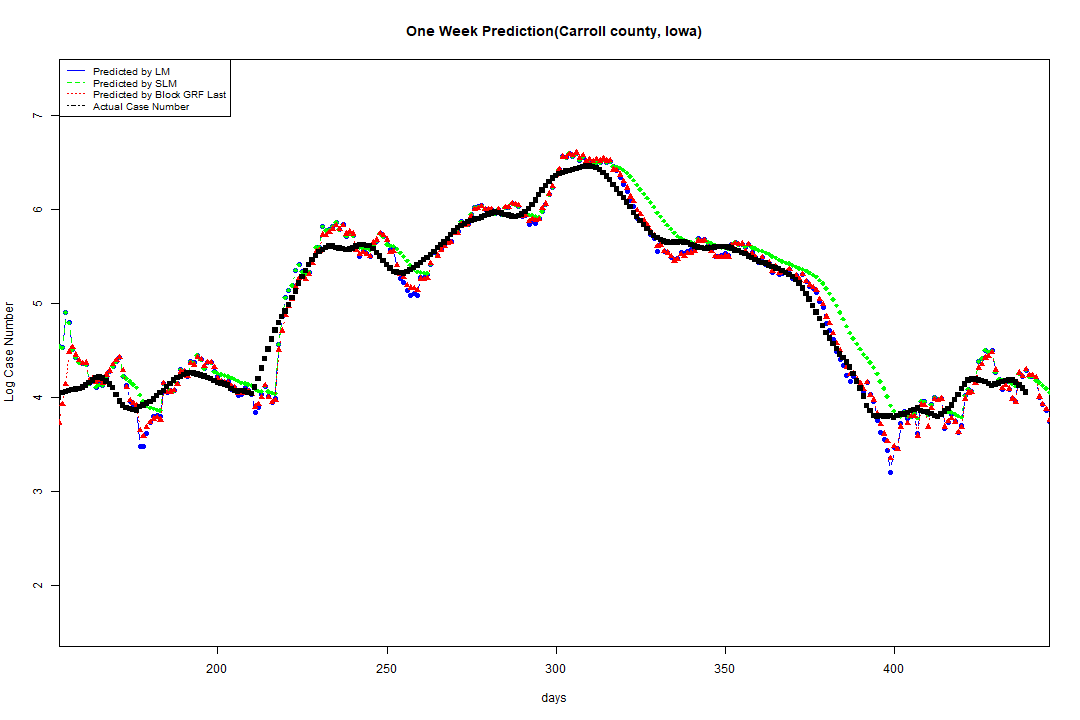 One Week Prediction(Carroll county, Iowa)
Predicted by LM
Predicted by SLM
Predicted by Block GRF Last
Actual Case Number
7
6
5
4
3
2
Log Case Number
200 250 300 350 400
days